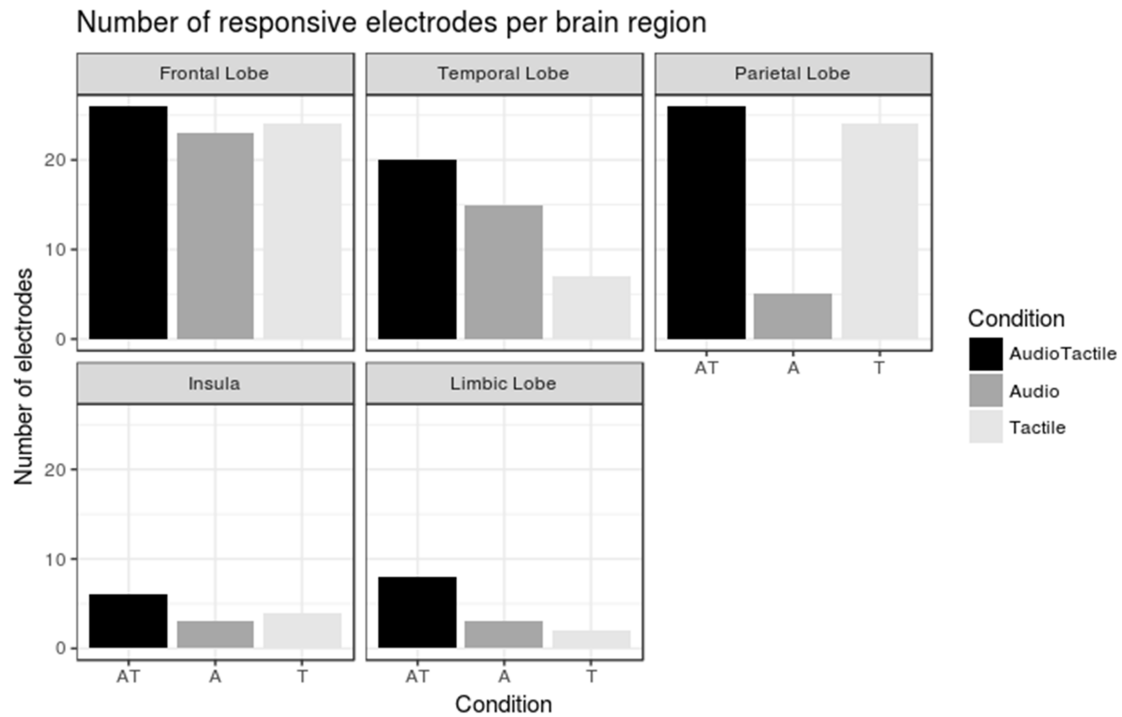 Number of responsive electrodes per brain region
Frontal Lobe Temporal Lobe Parietal Lobe
20
10
0
AT A T
Insula Limbic Lobe
20
10
0
AT A T AT A T
Number of electrodes
Condition
Condition
AudioTactile
Audio
Tactile